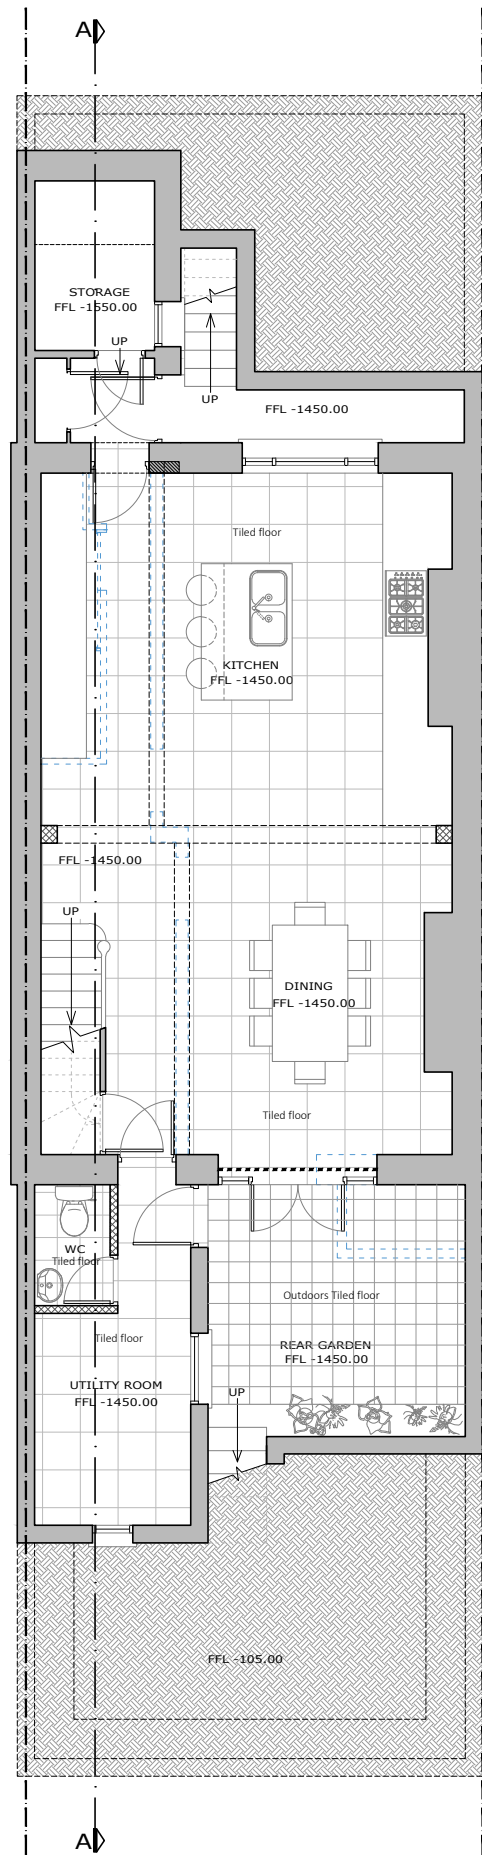 A
STORAGE
FFL -1550.00
UP
UP
FFL -1450.00
Tiled floor
KITCHEN
FFL -1450.00
FFL -1450.00
UP
DINING
FFL -1450.00
Tiled floor
WC
Tiled floor
Outdoors Tiled floor
Tiled floor
REAR GARDEN
FFL -1450.00
UTILITY ROOM
FFL -1450.00
UP
FFL -105.00
A